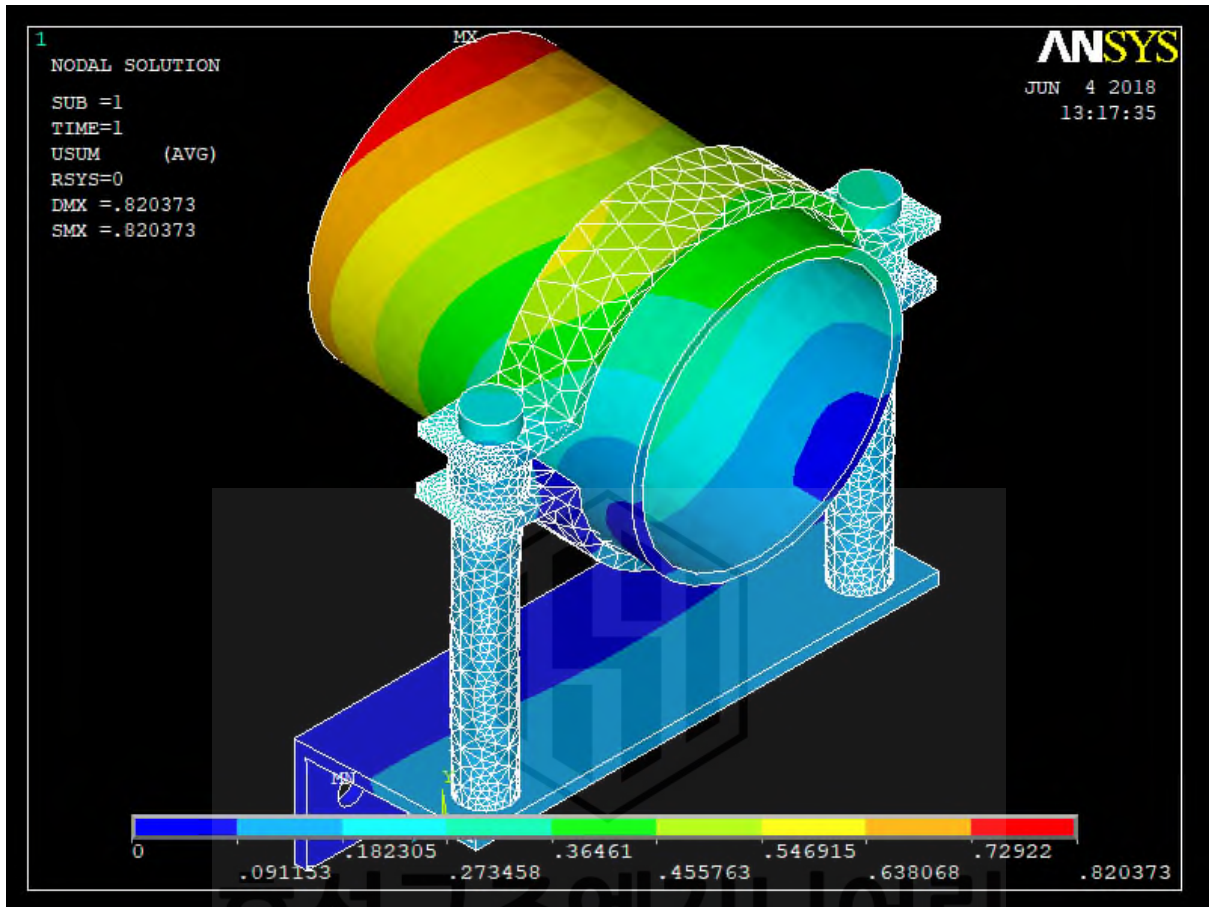 1
NODAL SOLUTION
SUB =1
TIME=1
USUM (AVG)
RSYS=0
DMX =.820373
SMX =.820373
ANSYS
JUN 4 2018
13:17:35
MX
MN
Y
0 .182305 .36461 .546915 .72922
.091153 .273458 .455763 .638068 .820373